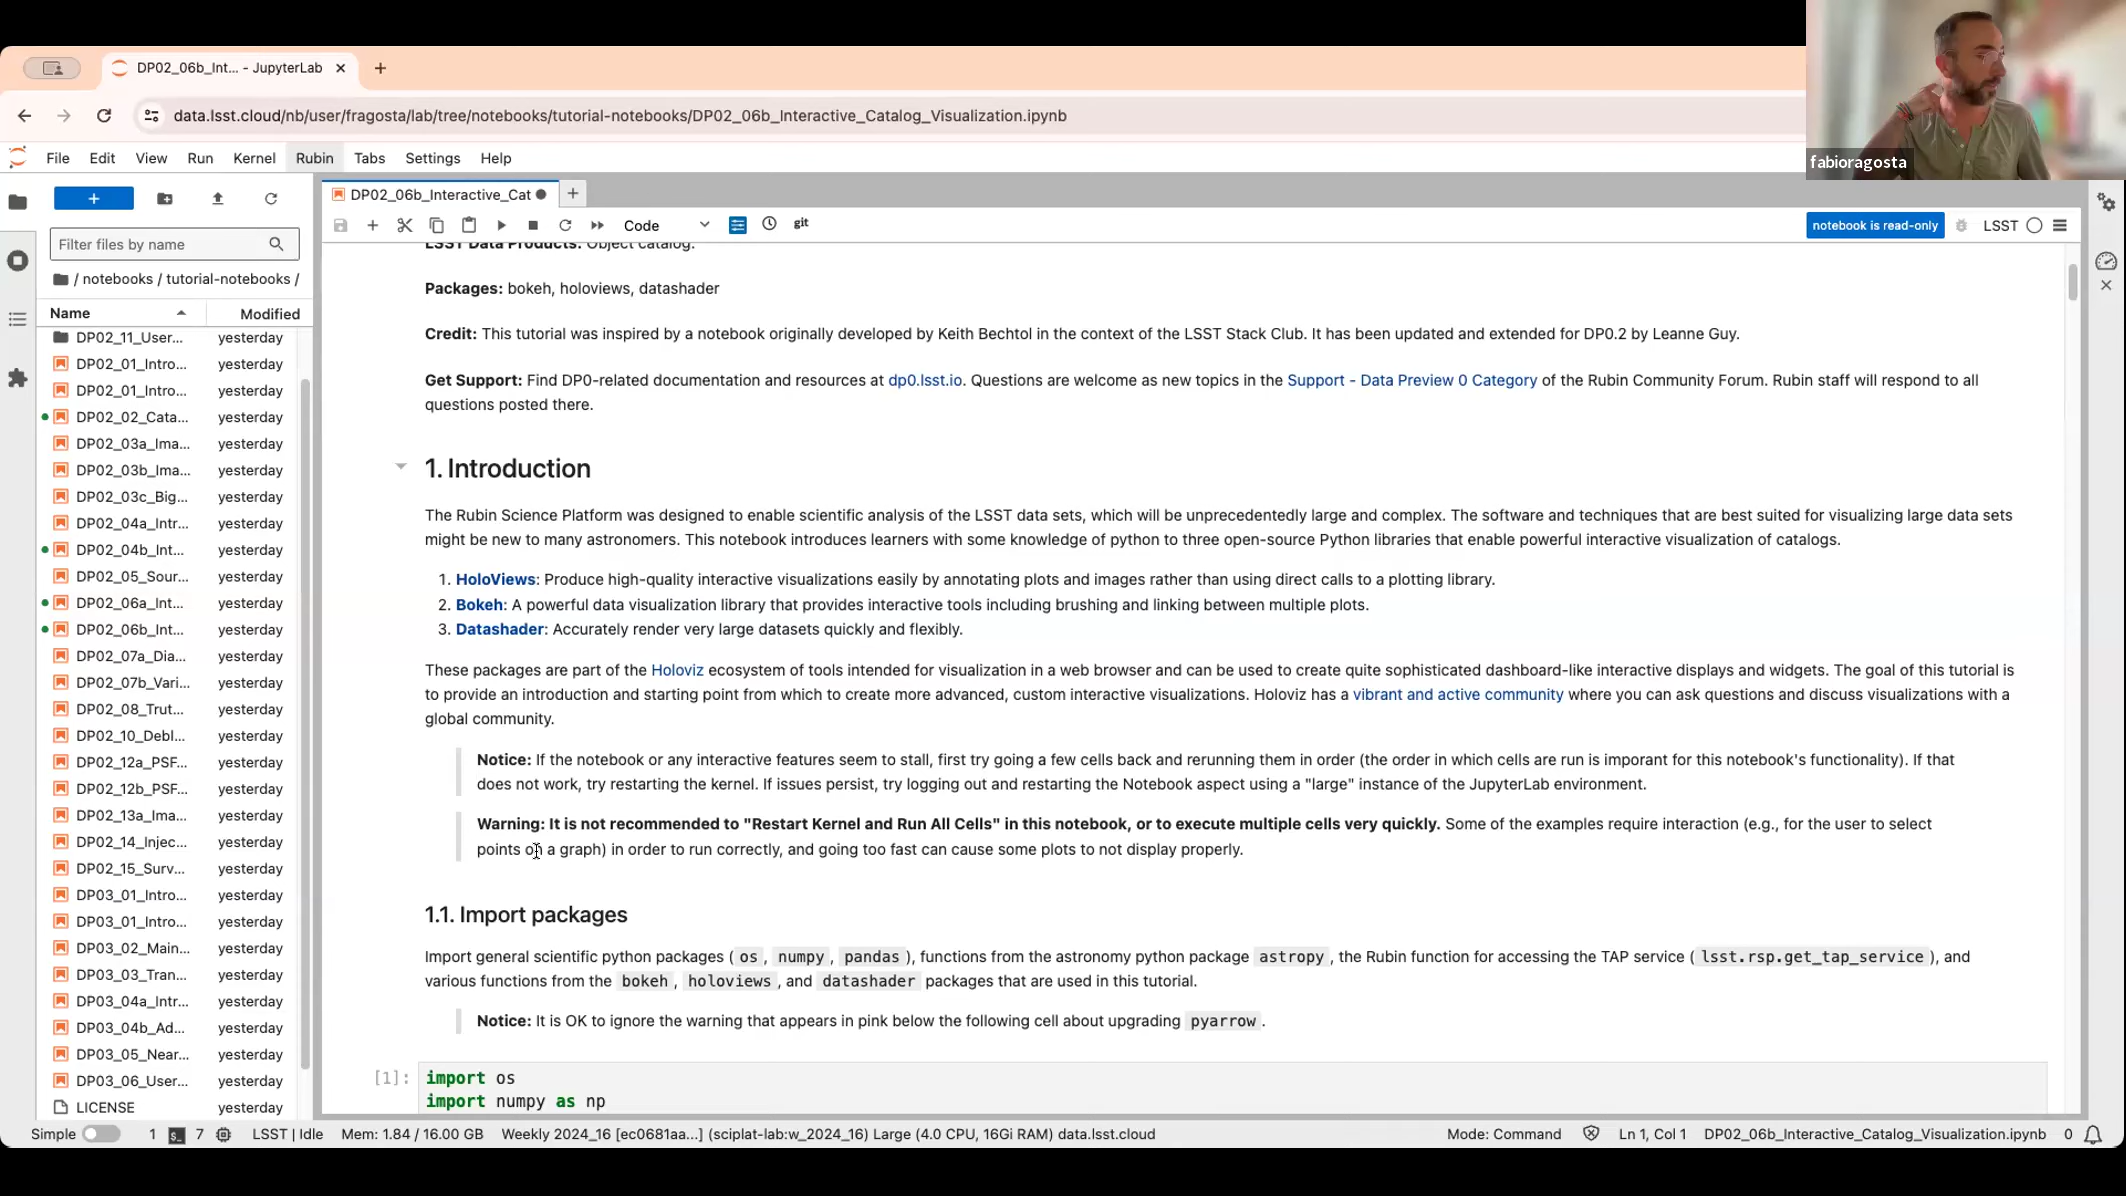 DP02_06b_Int... - JupyterLab
data.lsst.cloud/nb/user/fragosta/lab/tree/notebooks/tutorial-notebooks/DP02_06b_Interactive_Catalog_Visualization.ipynb
fabioragosta
File Edit View Run Kernel Rubin Tabs Settings Help
DP02_06b_Interactive_Cat
Code
git
notebook is read-only
LSST
Filter files by name
/ notebooks / tutorial-notebooks /
Name Modified
DP02_11_User... yesterday
DP02_01_Intro... yesterday
DP02_01_Intro... yesterday
DP02_02_Cata... yesterday
DP02_03a_Ima... yesterday
DP02_03b_Ima... yesterday
DP02_03c_Big... yesterday
DP02_04a_Intr... yesterday
DP02_04b_Int... yesterday
DP02_05_Sour... yesterday
DP02_06a_Int... yesterday
DP02_06b_Int... yesterday
DP02_07a_Dia... yesterday
DP02_07b_Vari... yesterday
DP02_08_Trut... yesterday
DP02_10_Debl... yesterday
DP02_12a_PSF... yesterday
DP02_12b_PSF... yesterday
DP02_13a_Ima... yesterday
DP02_14_Injec... yesterday
DP02_15_Surv... yesterday
DP03_01_Intro... yesterday
DP03_01_Intro... yesterday
DP03_02_Main... yesterday
DP03_03_Tran... yesterday
DP03_04a_Intr... yesterday
DP03_04b_Ad... yesterday
DP03_05_Near... yesterday
DP03_06_User... yesterday
LICENSE yesterday
LSST Data Products: Object catalog.
Packages: bokeh, holoviews, datashader
Credit: This tutorial was inspired by a notebook originally developed by Keith Bechtol in the context of the LSST Stack Club. It has been updated and extended for DP0.2 by Leanne Guy.
Get Support: Find DP0-related documentation and resources at dp0.lsst.io. Questions are welcome as new topics in the Support - Data Preview 0 Category of the Rubin Community Forum. Rubin staff will respond to all
questions posted there.
1. Introduction
The Rubin Science Platform was designed to enable scientific analysis of the LSST data sets, which will be unprecedentedly large and complex. The software and techniques that are best suited for visualizing large data sets
might be new to many astronomers. This notebook introduces learners with some knowledge of python to three open-source Python libraries that enable powerful interactive visualization of catalogs.
1. HoloViews: Produce high-quality interactive visualizations easily by annotating plots and images rather than using direct calls to a plotting library.
2. Bokeh: A powerful data visualization library that provides interactive tools including brushing and linking between multiple plots.
3. Datashader: Accurately render very large datasets quickly and flexibly.
These packages are part of the Holoviz ecosystem of tools intended for visualization in a web browser and can be used to create quite sophisticated dashboard-like interactive displays and widgets. The goal of this tutorial is
to provide an introduction and starting point from which to create more advanced, custom interactive visualizations. Holoviz has a vibrant and active community where you can ask questions and discuss visualizations with a
global community.
Notice: If the notebook or any interactive features seem to stall, first try going a few cells back and rerunning them in order (the order in which cells are run is imporant for this notebook's functionality). If that
does not work, try restarting the kernel. If issues persist, try logging out and restarting the Notebook aspect using a "large" instance of the JupyterLab environment.
Warning: It is not recommended to "Restart Kernel and Run All Cells" in this notebook, or to execute multiple cells very quickly. Some of the examples require interaction (e.g., for the user to select
points on a graph) in order to run correctly, and going too fast can cause some plots to not display properly.
1.1. Import packages
Import general scientific python packages ( os , numpy , pandas ), functions from the astronomy python package astropy , the Rubin function for accessing the TAP service ( lsst.rsp.get_tap_service ), and
various functions from the bokeh , holoviews , and datashader packages that are used in this tutorial.
Notice: It is OK to ignore the warning that appears in pink below the following cell about upgrading pyarrow .
[1]: import os
import numpy as np
Simple 1 7 LSST | Idle Mem: 1.84 / 16.00 GB Weekly 2024_16 [ec0681aa...] (sciplat-lab:w_2024_16) Large (4.0 CPU, 16Gi RAM) data.lsst.cloud Mode: Command Ln 1, Col 1 DP02_06b_Interactive_Catalog_Visualization.ipynb 0